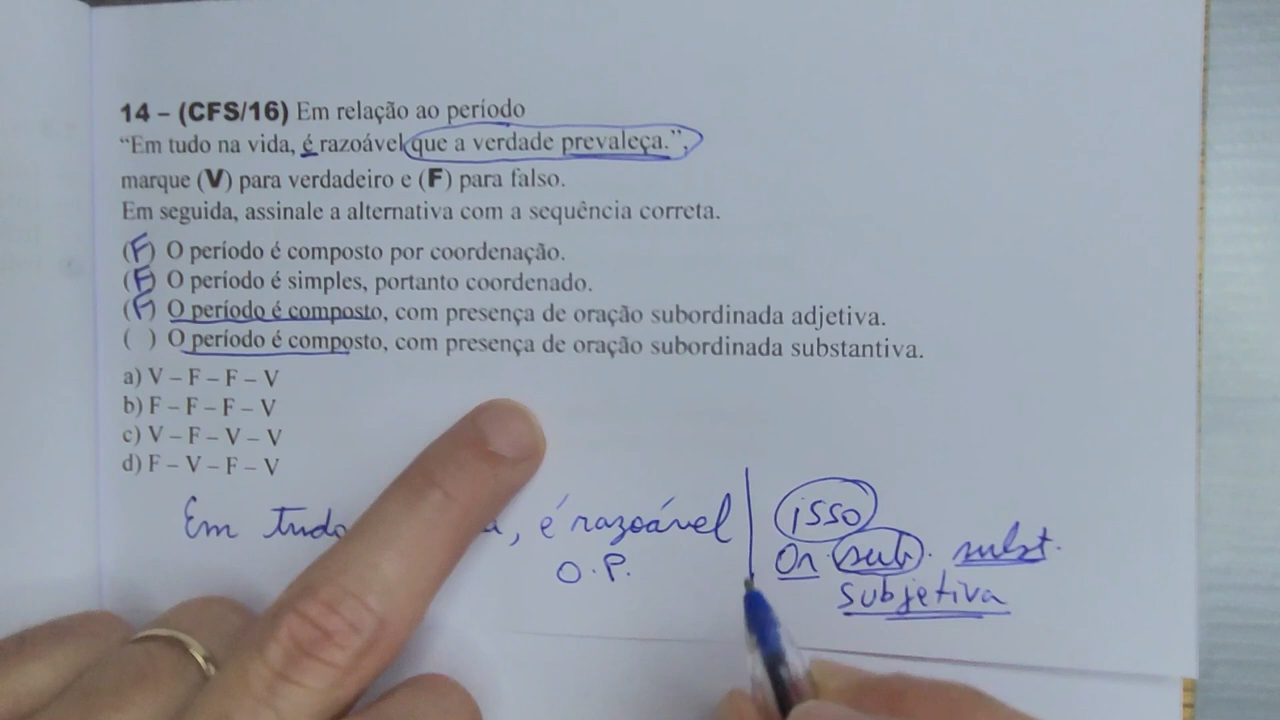 14 – (CFS/16) Em relação ao período
“Em tudo na vida, é razoável que a verdade prevaleça.”,
marque (V) para verdadeiro e (F) para falso.
Em seguida, assinale a alternativa com a sequência correta.
(F) O período é composto por coordenação.
(F) O período é simples, portanto coordenado.
(F) O período é composto, com presença de oração subordinada adjetiva.
( ) O período é composto, com presença de oração subordinada substantiva.
a) V – F – F – V
b) F – F – F – V
c) V – F – V – V
d) F – V – F – V
Em tudo a, é razoável | isso
O.P. Or. sub. subst.
subjetiva